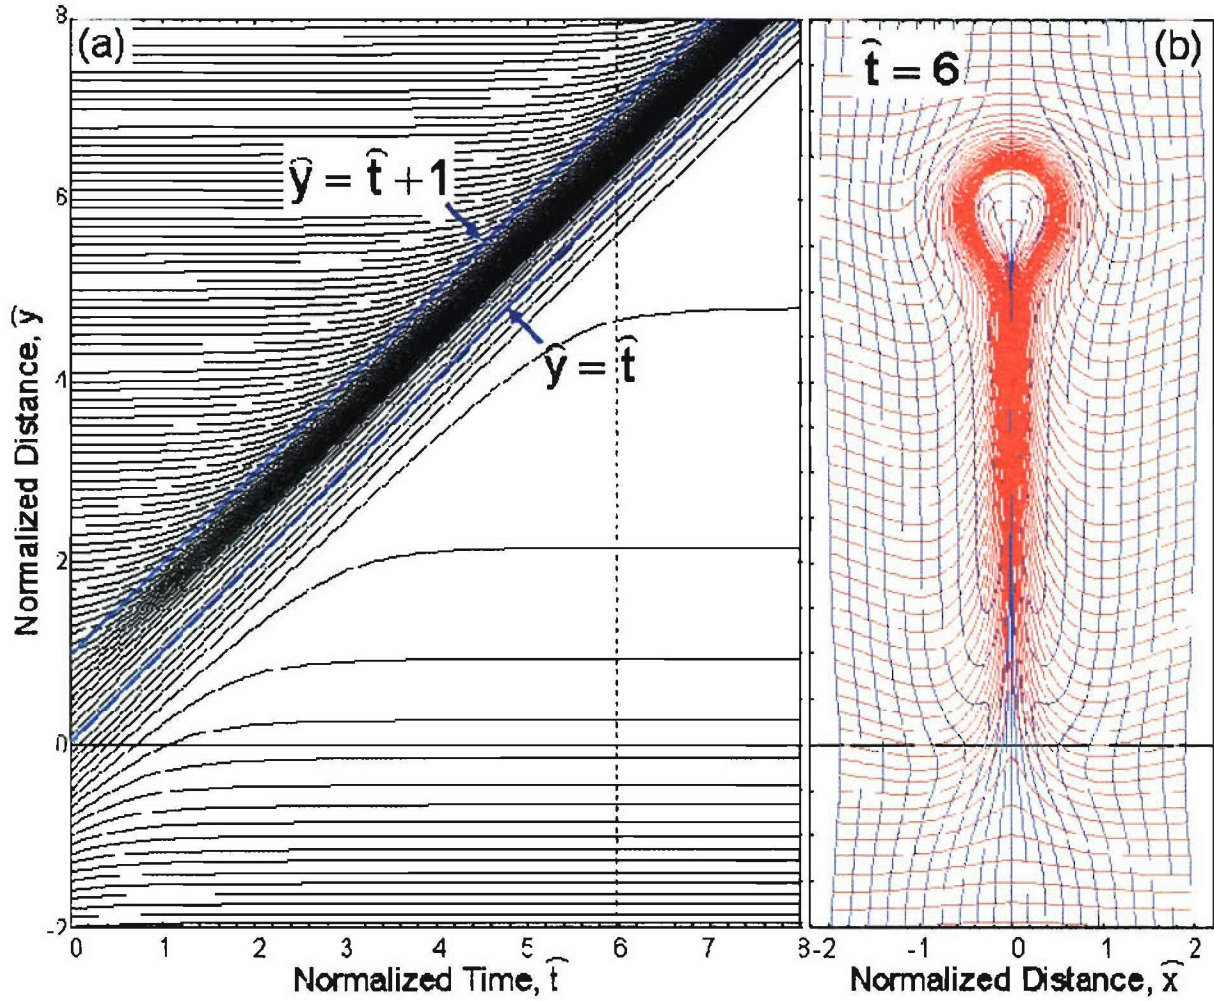 (a)
(b)
t̂ = 6
ŷ = t̂ + 1
ŷ = t̂
Normalized Distance, ŷ
8
6
4
2
0
-2
0 1 2 3 4 5 6 7 8
-2 -1 0 1 2
Normalized Time, t̂
Normalized Distance, x̂